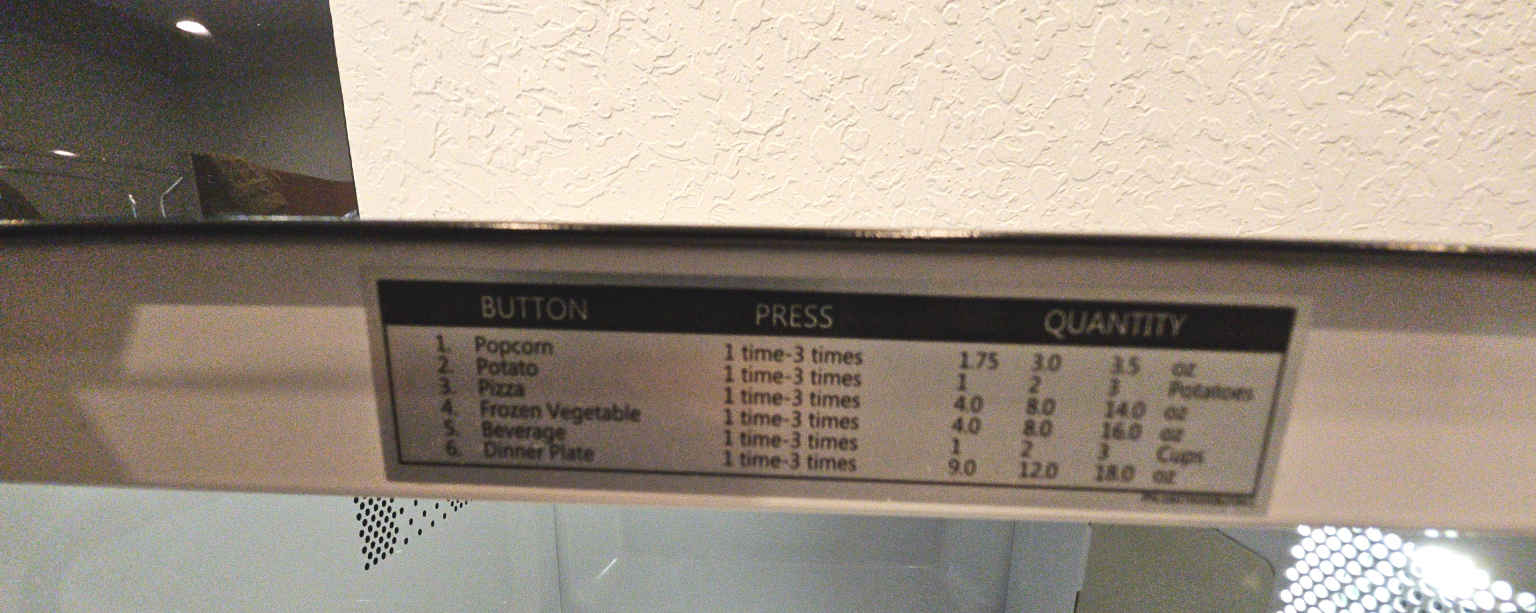 BUTTON PRESS QUANTITY
1. Popcorn 1 time-3 times 1.75 3.0 3.5 oz
2. Potato 1 time-3 times 1 2 3 Potatoes
3. Pizza 1 time-3 times 4.0 8.0 14.0 oz
4. Frozen Vegetable 1 time-3 times 4.0 8.0 16.0 oz
5. Beverage 1 time-3 times 1 2 3 Cups
6. Dinner Plate 1 time-3 times 9.0 12.0 18.0 oz